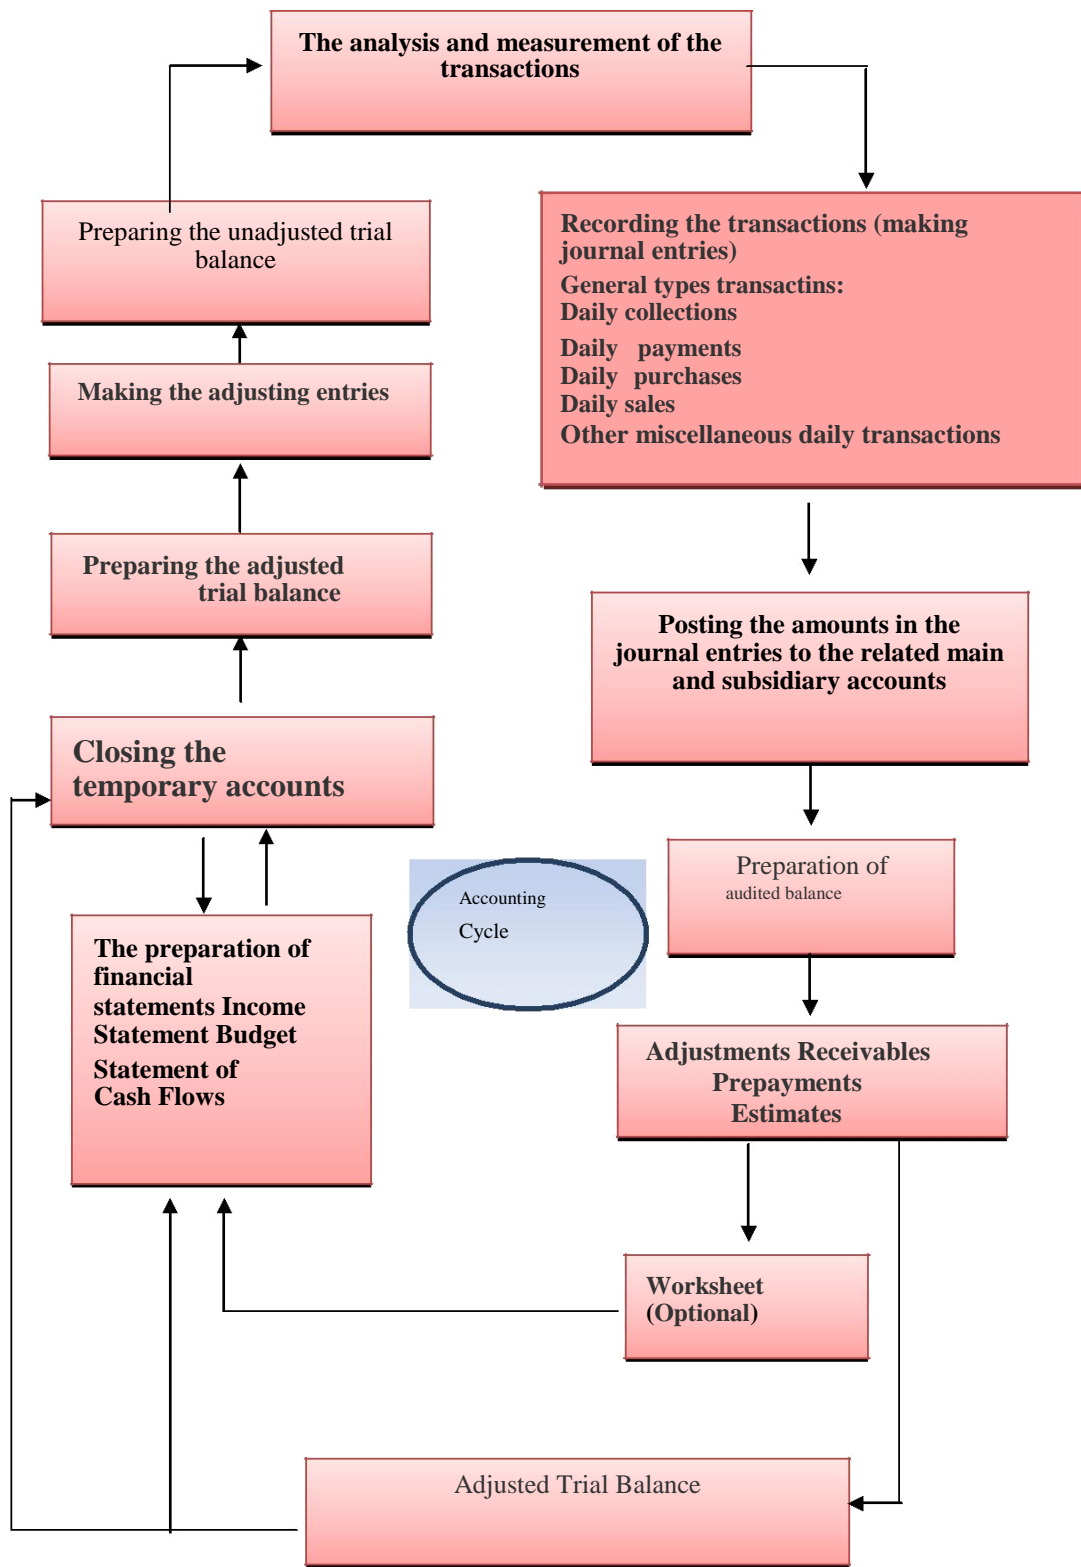 The analysis and measurement of the
transactions
Preparing the unadjusted trial
balance
Making the adjusting entries
Preparing the adjusted
trial balance
Closing the
temporary accounts
The preparation of
financial
statements Income
Statement Budget
Statement of
Cash Flows
Recording the transactions (making
journal entries)
General types transactins:
Daily collections
Daily payments
Daily purchases
Daily sales
Other miscellaneous daily transactions
Posting the amounts in the
journal entries to the related main
and subsidiary accounts
Preparation of
audited balance
Accounting
Cycle
Adjustments Receivables
Prepayments
Estimates
Worksheet
(Optional)
Adjusted Trial Balance